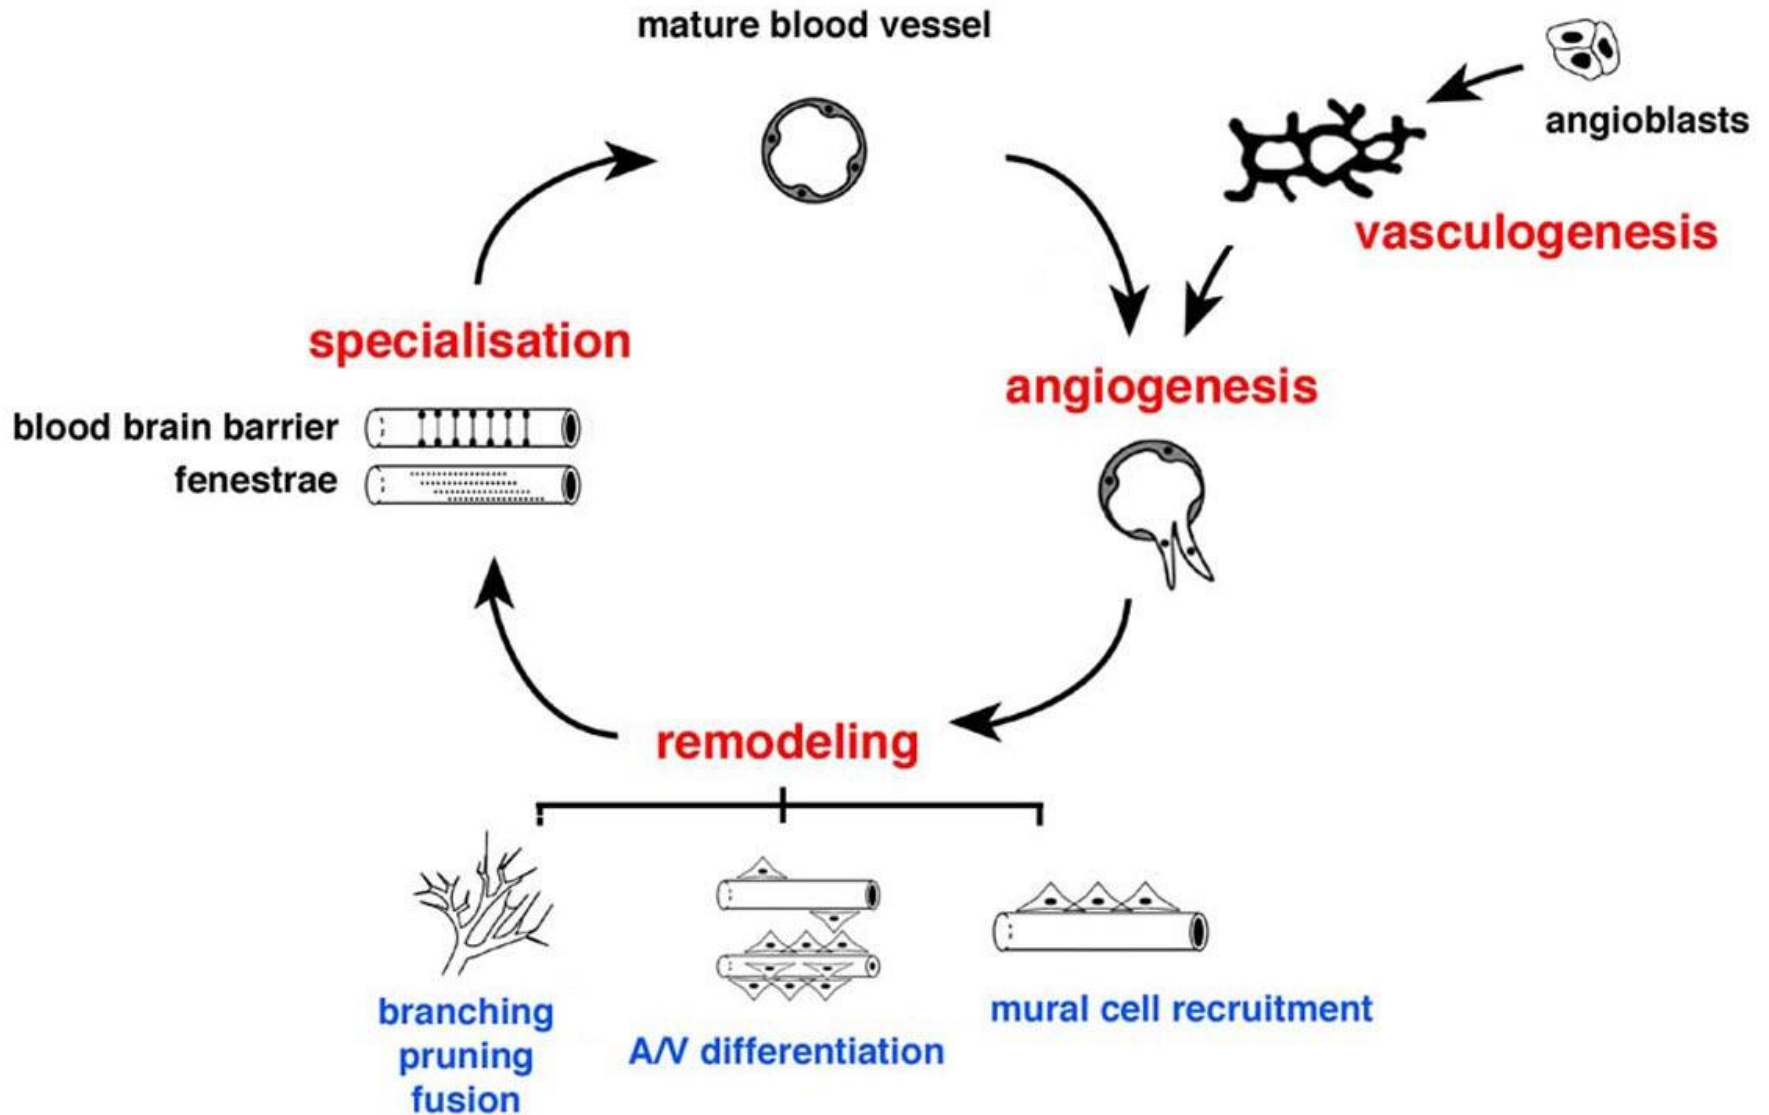 mature blood vessel
angioblasts
vasculogenesis
specialisation
angiogenesis
blood brain barrier
fenestrae
remodeling
branching
pruning
fusion
A/V differentiation
mural cell recruitment